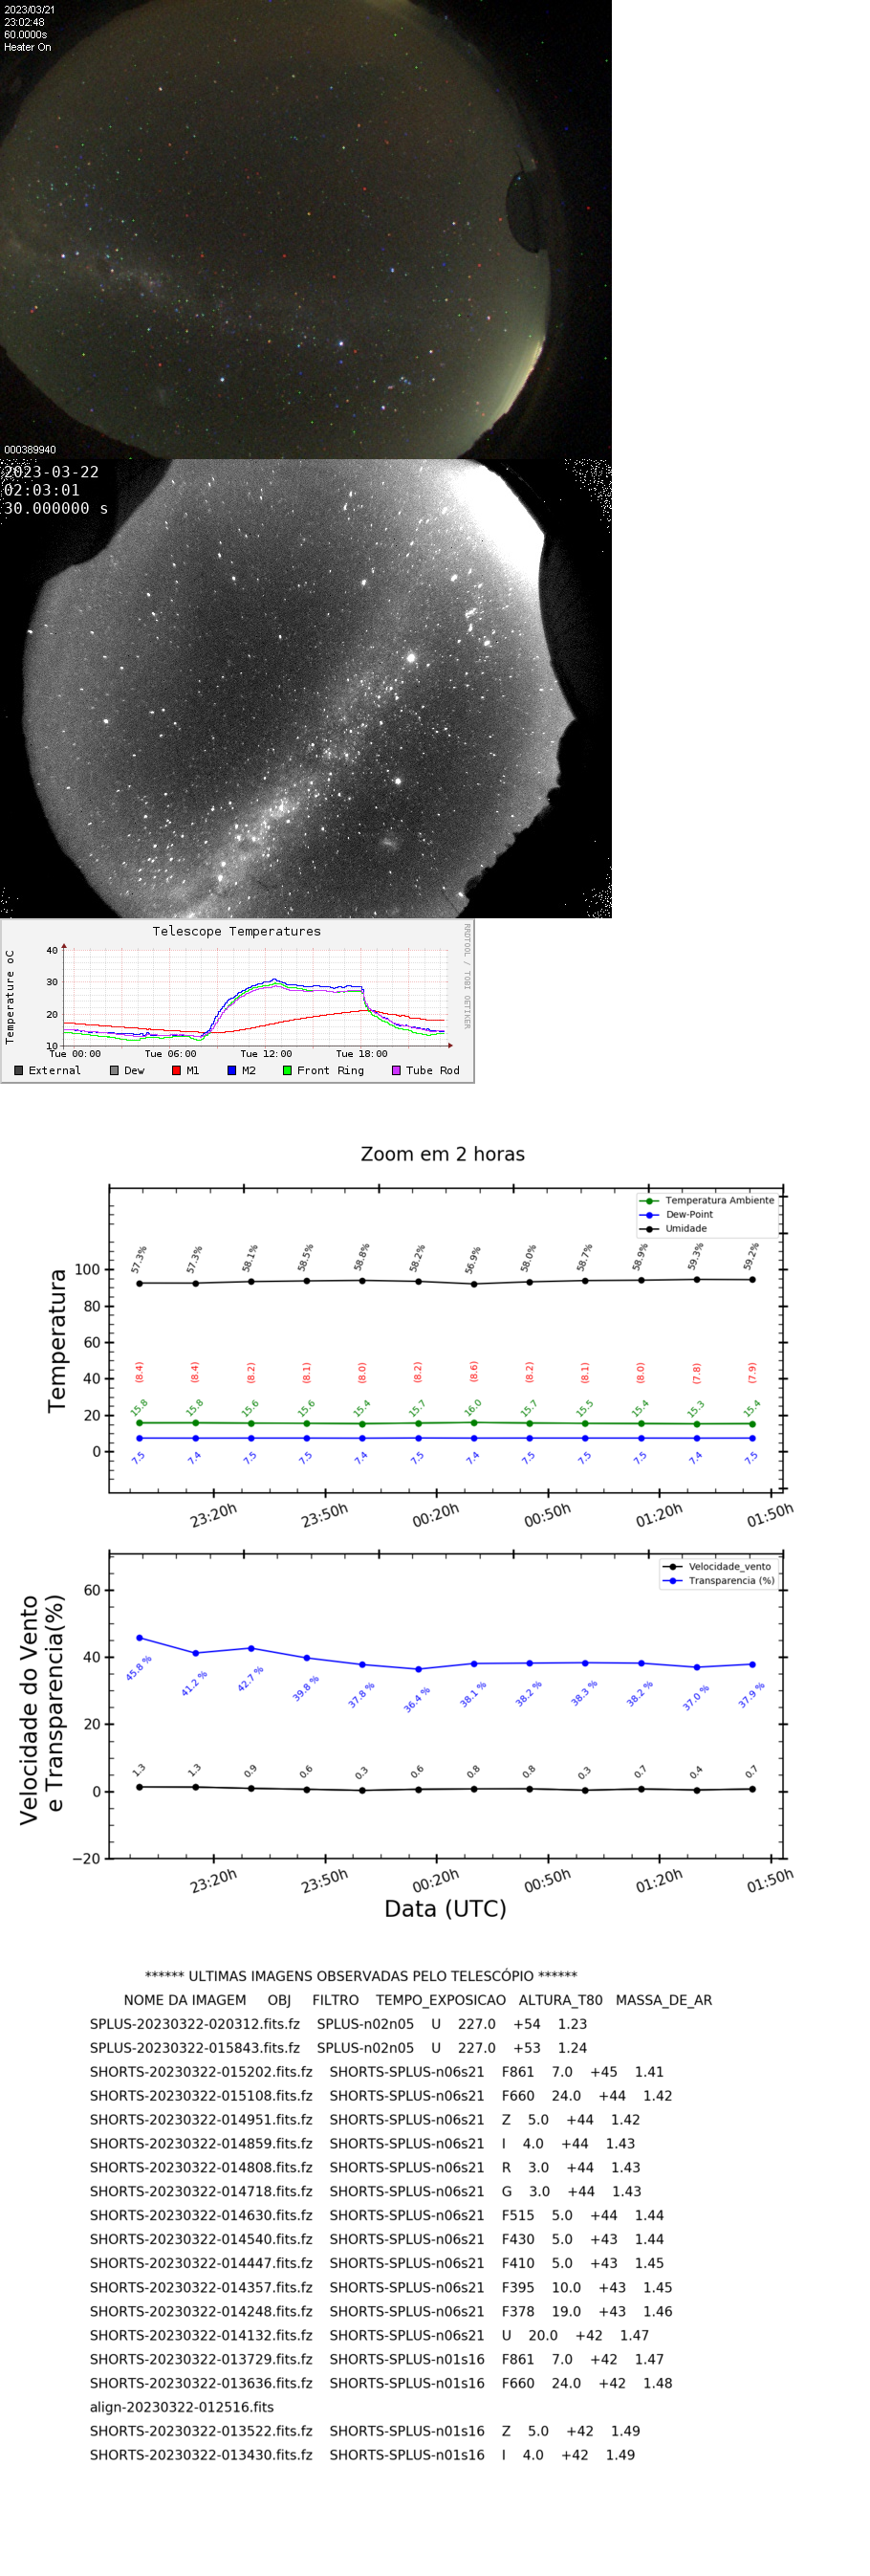 2023/03/21
23:02:48
60.0000s
Heater On
000389940
2023-03-22
02:03:01
30.000000 s
Telescope Temperatures
RRDTOOL / TOBI OETIKER
Temperature oC
40
30
20
10
Tue 00:00 Tue 06:00 Tue 12:00 Tue 18:00
External Dew M1 M2 Front Ring Tube Rod
Zoom em 2 horas
Temperatura Ambiente
Dew-Point
Umidade
Temperatura
100
80
60
40
20
0
57.3% 57.3% 58.1% 58.5% 58.8% 58.2% 56.9% 58.0% 58.7% 58.9% 59.3% 59.2%
(8.4) (8.4) (8.2) (8.1) (8.0) (8.2) (8.6) (8.2) (8.1) (8.0) (7.8) (7.9)
15.8 15.8 15.6 15.6 15.4 15.7 16.0 15.7 15.5 15.4 15.3 15.4
7.5 7.4 7.5 7.5 7.4 7.5 7.4 7.5 7.5 7.5 7.4 7.5
23:20h 23:50h 00:20h 00:50h 01:20h 01:50h
Velocidade_vento
Transparencia (%)
Velocidade do Vento
e Transparencia(%)
60
40
20
0
−20
45.8 % 41.2 % 42.7 % 39.8 % 37.8 % 36.4 % 38.1 % 38.2 % 38.3 % 38.2 % 37.0 % 37.9 %
1.3 1.3 0.9 0.6 0.3 0.6 0.8 0.8 0.3 0.7 0.4 0.7
23:20h 23:50h 00:20h 00:50h 01:20h 01:50h
Data (UTC)
****** ULTIMAS IMAGENS OBSERVADAS PELO TELESCÓPIO ******
NOME DA IMAGEM OBJ FILTRO TEMPO_EXPOSICAO ALTURA_T80 MASSA_DE_AR
SPLUS-20230322-020312.fits.fz SPLUS-n02n05 U 227.0 +54 1.23
SPLUS-20230322-015843.fits.fz SPLUS-n02n05 U 227.0 +53 1.24
SHORTS-20230322-015202.fits.fz SHORTS-SPLUS-n06s21 F861 7.0 +45 1.41
SHORTS-20230322-015108.fits.fz SHORTS-SPLUS-n06s21 F660 24.0 +44 1.42
SHORTS-20230322-014951.fits.fz SHORTS-SPLUS-n06s21 Z 5.0 +44 1.42
SHORTS-20230322-014859.fits.fz SHORTS-SPLUS-n06s21 I 4.0 +44 1.43
SHORTS-20230322-014808.fits.fz SHORTS-SPLUS-n06s21 R 3.0 +44 1.43
SHORTS-20230322-014718.fits.fz SHORTS-SPLUS-n06s21 G 3.0 +44 1.43
SHORTS-20230322-014630.fits.fz SHORTS-SPLUS-n06s21 F515 5.0 +44 1.44
SHORTS-20230322-014540.fits.fz SHORTS-SPLUS-n06s21 F430 5.0 +43 1.44
SHORTS-20230322-014447.fits.fz SHORTS-SPLUS-n06s21 F410 5.0 +43 1.45
SHORTS-20230322-014357.fits.fz SHORTS-SPLUS-n06s21 F395 10.0 +43 1.45
SHORTS-20230322-014248.fits.fz SHORTS-SPLUS-n06s21 F378 19.0 +43 1.46
SHORTS-20230322-014132.fits.fz SHORTS-SPLUS-n06s21 U 20.0 +42 1.47
SHORTS-20230322-013729.fits.fz SHORTS-SPLUS-n01s16 F861 7.0 +42 1.47
SHORTS-20230322-013636.fits.fz SHORTS-SPLUS-n01s16 F660 24.0 +42 1.48
align-20230322-012516.fits
SHORTS-20230322-013522.fits.fz SHORTS-SPLUS-n01s16 Z 5.0 +42 1.49
SHORTS-20230322-013430.fits.fz SHORTS-SPLUS-n01s16 I 4.0 +42 1.49